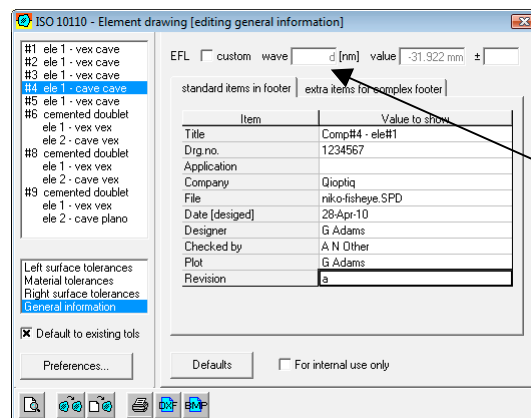 ISO 10110 - Element drawing [editing general information]
#1 ele 1 - vex cave
#2 ele 1 - vex cave
#3 ele 1 - vex cave
#4 ele 1 - cave cave
#5 ele 1 - vex cave
#6 cemented doublet
ele 1 - vex vex
ele 2 - cave vex
#8 cemented doublet
ele 1 - vex vex
ele 2 - cave vex
#9 cemented doublet
ele 1 - vex vex
ele 2 - cave plano
Left surface tolerances
Material tolerances
Right surface tolerances
General information
Default to existing tols
Preferences...
EFL custom wave d [nm] value -31.922 mm ±
standard items in footer extra items for complex footer
Item Value to show
Title Comp#4 - ele#1
Drg.no. 1234567
Application
Company Qioptiq
File niko-fisheye.SPD
Date [desiged] 28-Apr-10
Designer G Adams
Checked by A N Other
Plot G Adams
Revision a
Defaults For internal use only
DXF BMP